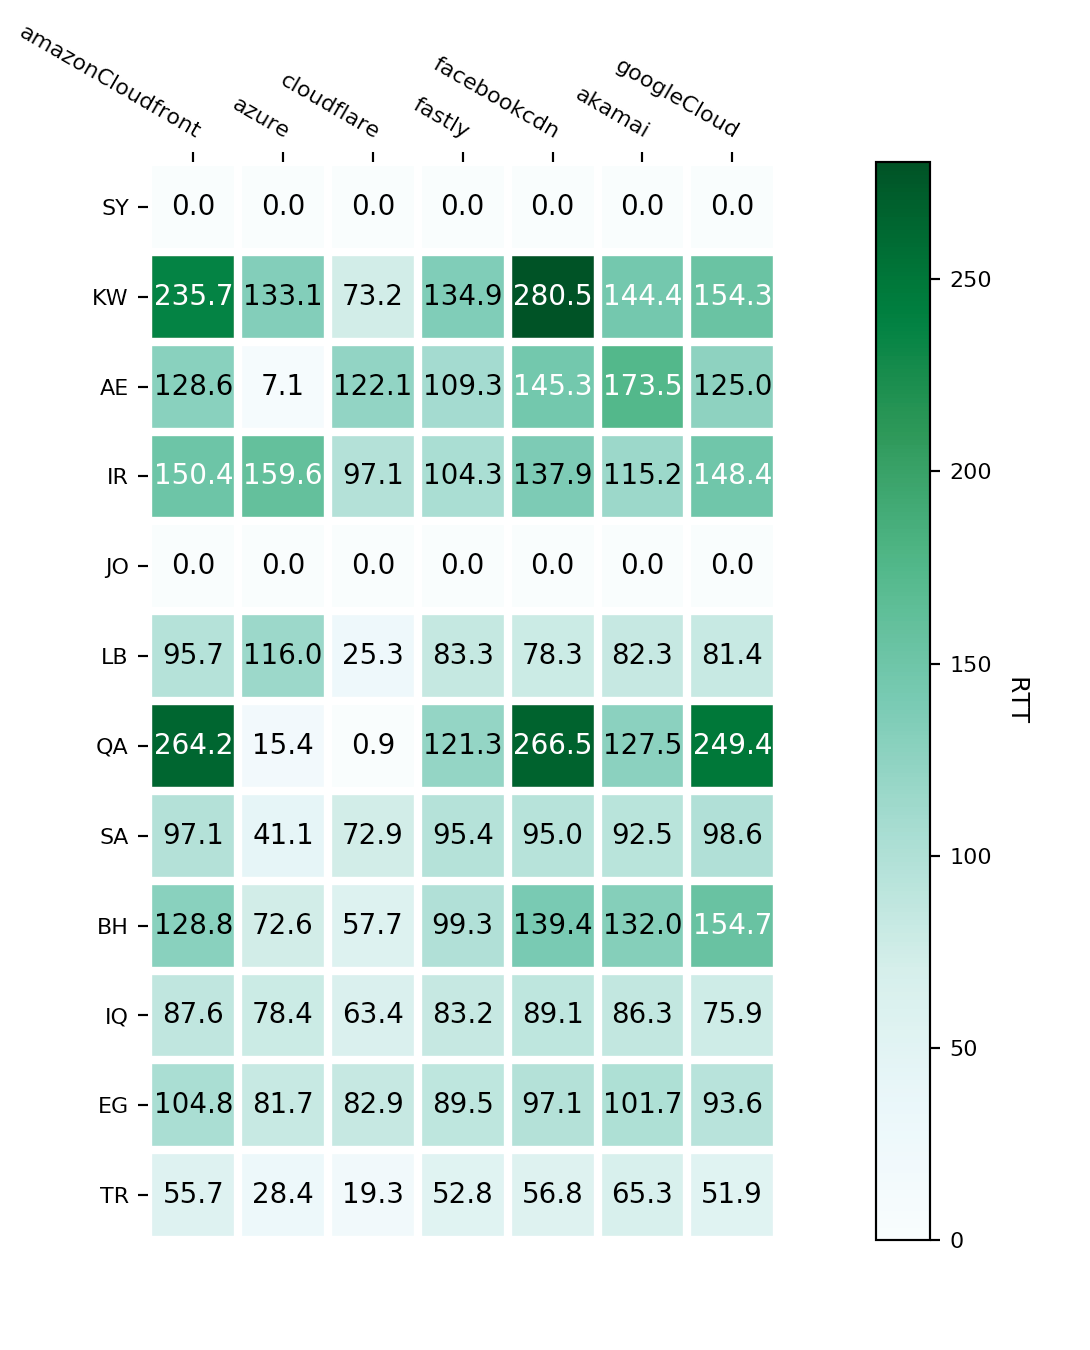 amazonCloudfront azure cloudflare fastly facebookcdn akamai googleCloud
SY 0.0 0.0 0.0 0.0 0.0 0.0 0.0
KW 235.7 133.1 73.2 134.9 280.5 144.4 154.3
AE 128.6 7.1 122.1 109.3 145.3 173.5 125.0
IR 150.4 159.6 97.1 104.3 137.9 115.2 148.4
JO 0.0 0.0 0.0 0.0 0.0 0.0 0.0
LB 95.7 116.0 25.3 83.3 78.3 82.3 81.4
QA 264.2 15.4 0.9 121.3 266.5 127.5 249.4
SA 97.1 41.1 72.9 95.4 95.0 92.5 98.6
BH 128.8 72.6 57.7 99.3 139.4 132.0 154.7
IQ 87.6 78.4 63.4 83.2 89.1 86.3 75.9
EG 104.8 81.7 82.9 89.5 97.1 101.7 93.6
TR 55.7 28.4 19.3 52.8 56.8 65.3 51.9
250
200
150
100
50
0
RTT